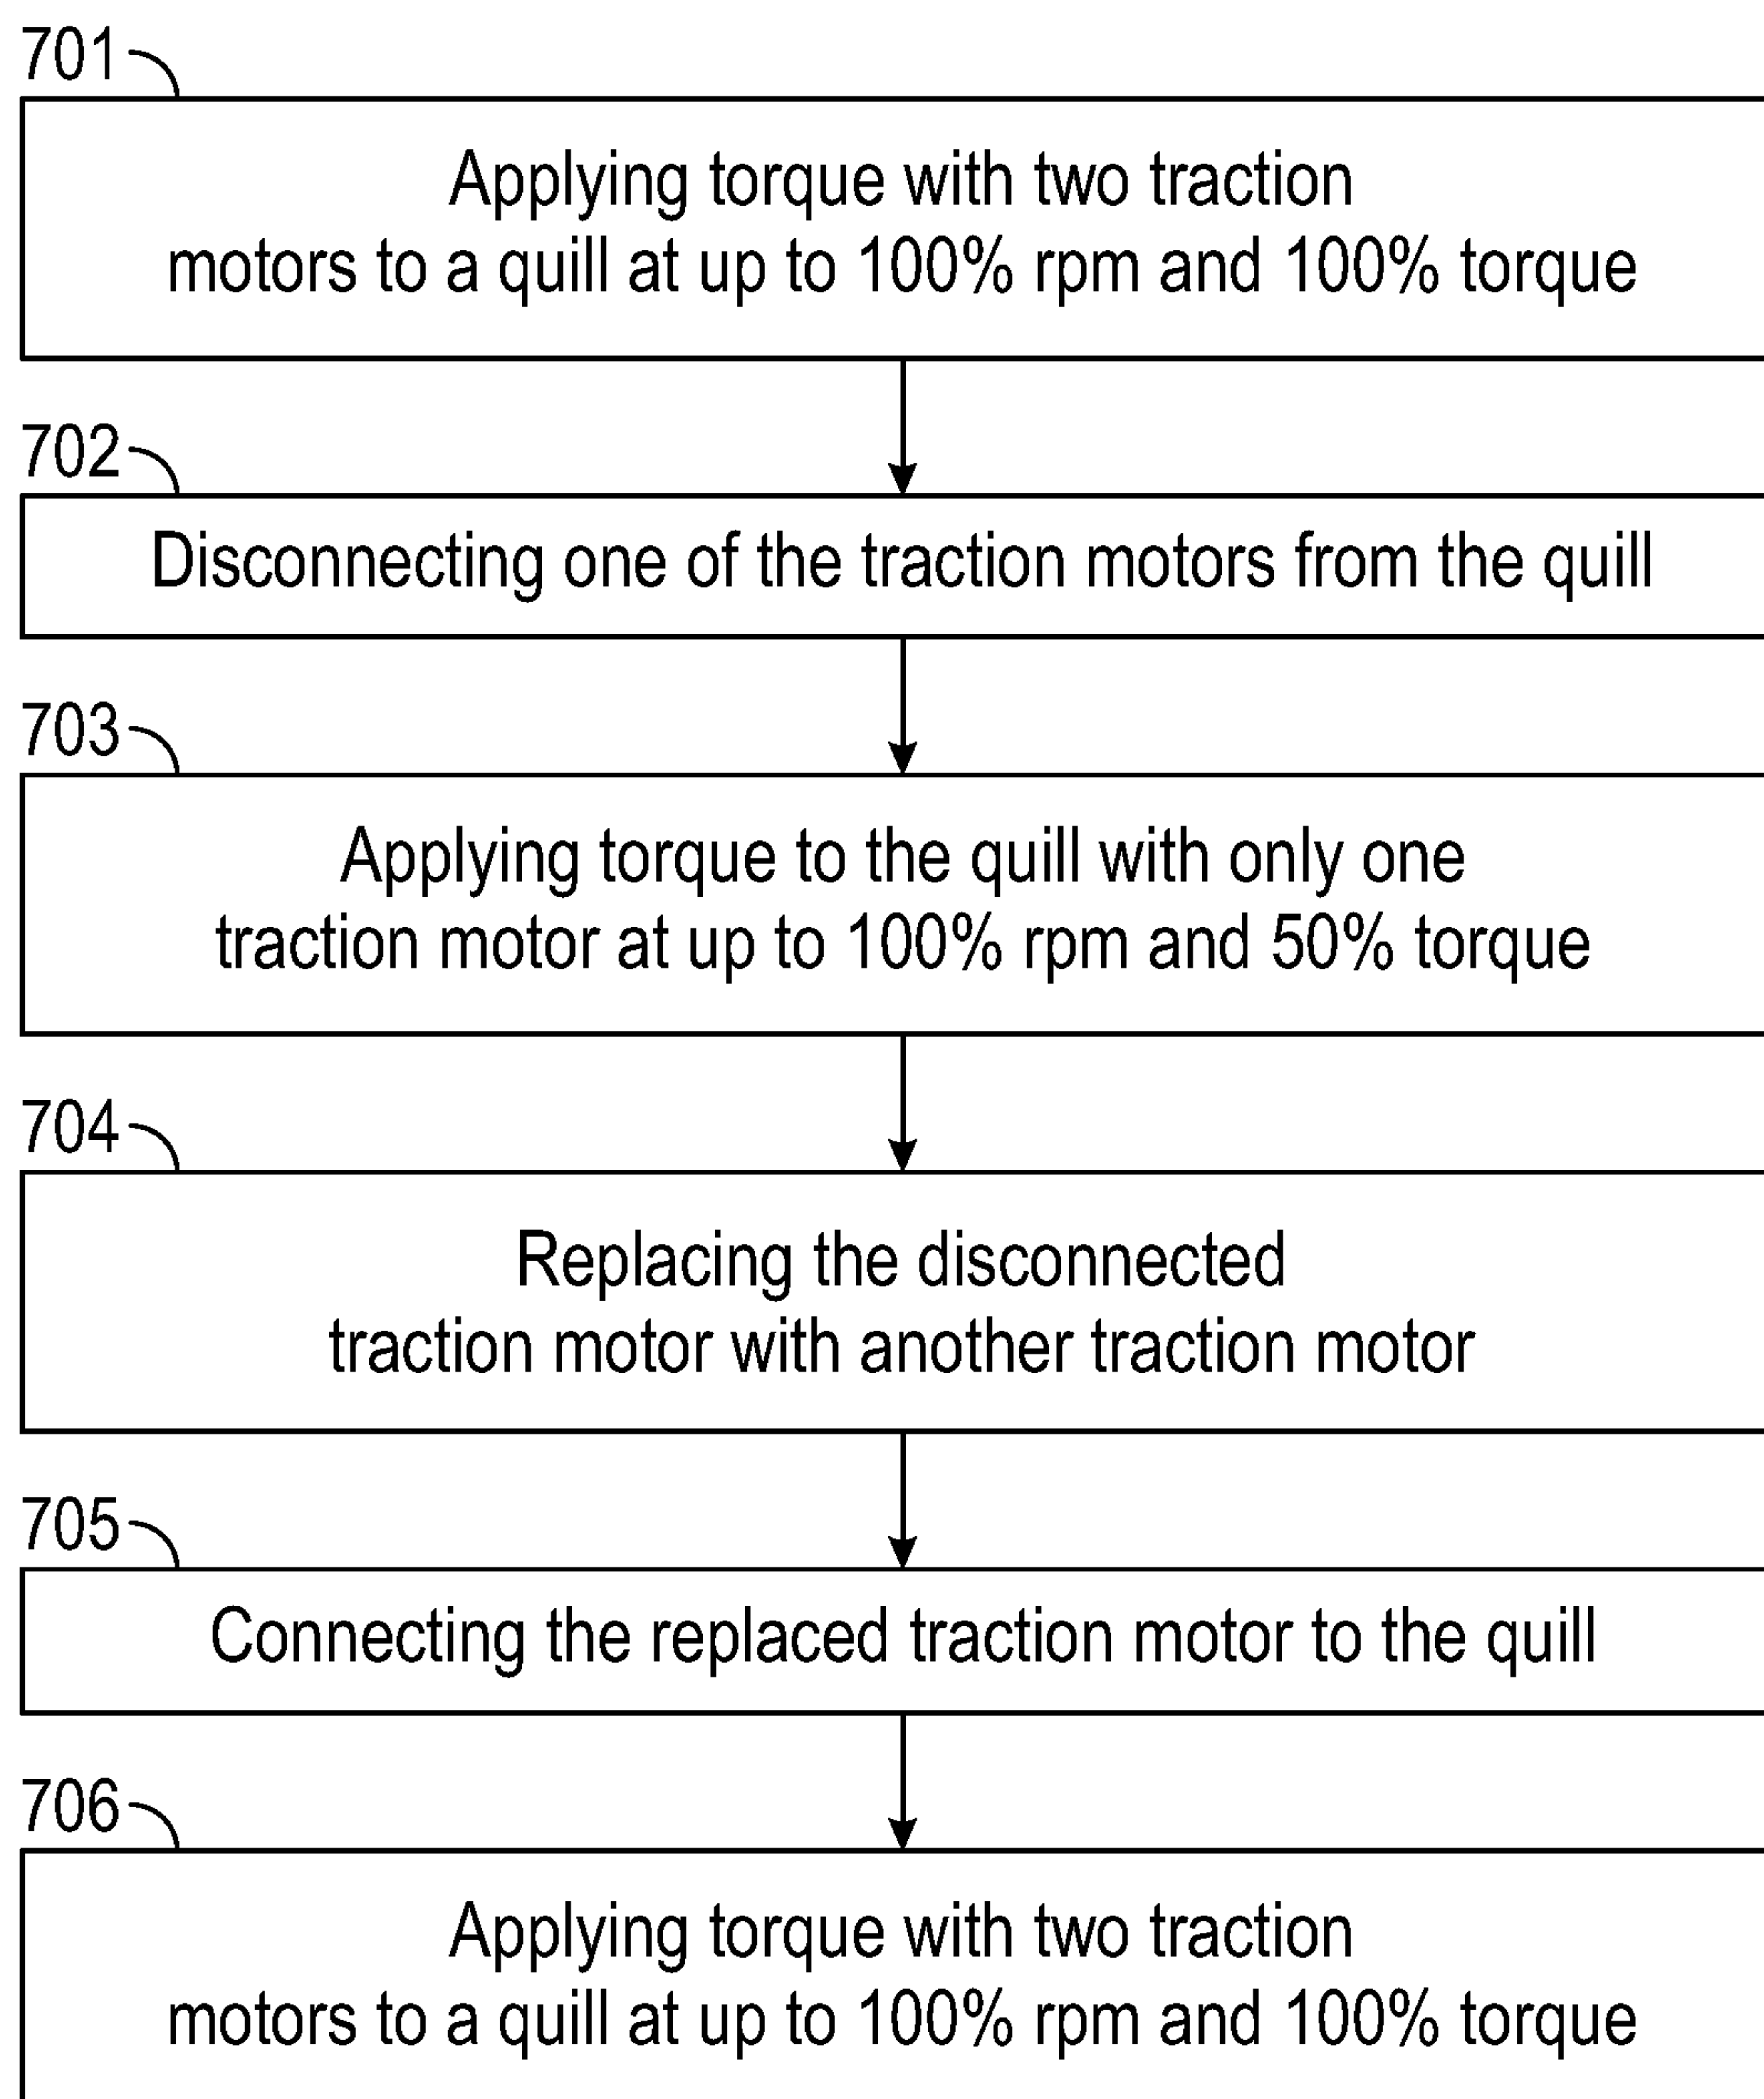 701
Applying torque with two traction
motors to a quill at up to 100% rpm and 100% torque
702
Disconnecting one of the traction motors from the quill
703
Applying torque to the quill with only one
traction motor at up to 100% rpm and 50% torque
704
Replacing the disconnected
traction motor with another traction motor
705
Connecting the replaced traction motor to the quill
706
Applying torque with two traction
motors to a quill at up to 100% rpm and 100% torque